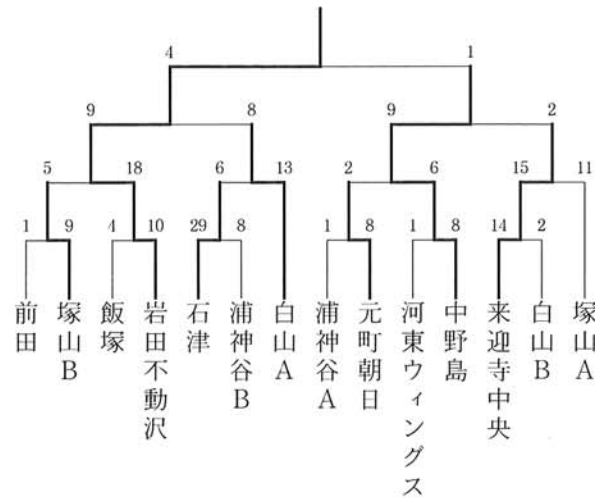 4 1
9 8 9 2
5 18 6 13 2 6 15 11
1 9 4 10 29 8 1 8 1 8 14 2
前田
塚山B
飯塚
岩田不動沢
石津
浦神谷B
白山A
浦神谷A
元町朝日
河東ウィングス
中野島
来迎寺中央
白山B
塚山A